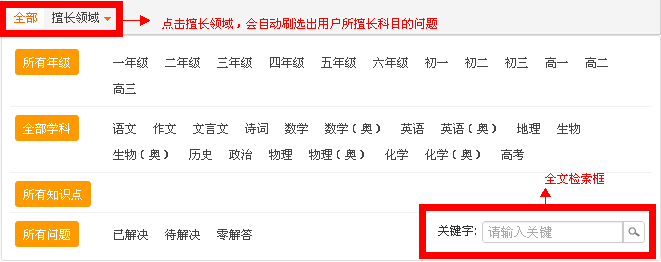 全部 擅长领域 点击擅长领域，会自动刷选出用户所擅长科目的问题
所有年级 一年级 二年级 三年级 四年级 五年级 六年级 初一 初二 初三 高一 高二
高三
全部学科 语文 作文 文言文 诗词 数学 数学（奥） 英语 英语（奥） 地理 生物
生物（奥） 历史 政治 物理 物理（奥） 化学 化学（奥） 高考
所有知识点 全文检索框
所有问题 已解决 待解决 零解答 关键字: 请输入关键